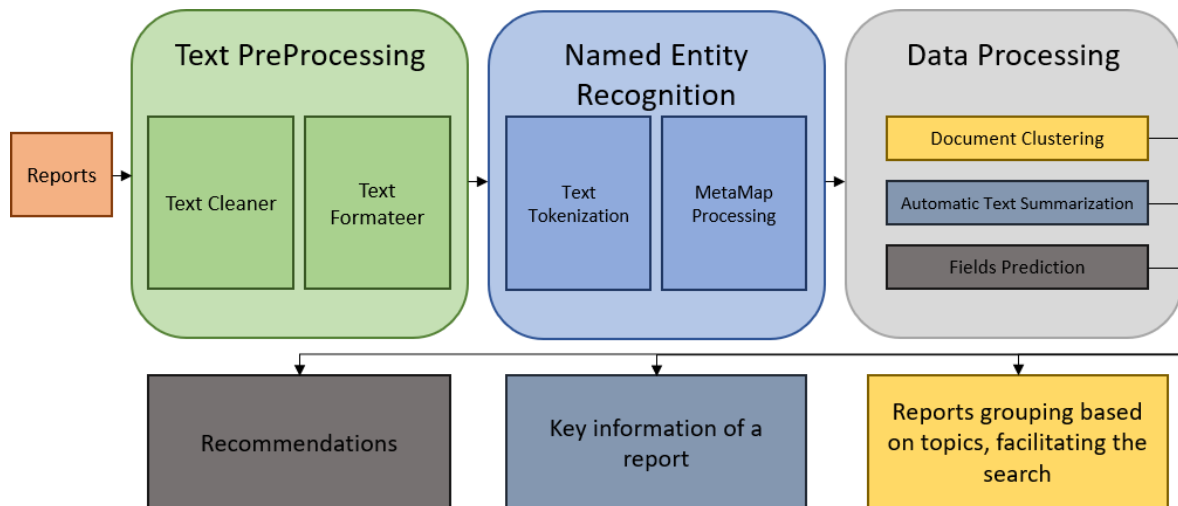 Text PreProcessing
Named Entity
Recognition
Data Processing
Reports
Text Cleaner
Text
Formateer
Text
Tokenization
MetaMap
Processing
Document Clustering
Automatic Text Summarization
Fields Prediction
Recommendations
Key information of a
report
Reports grouping based
on topics, facilitating the
search